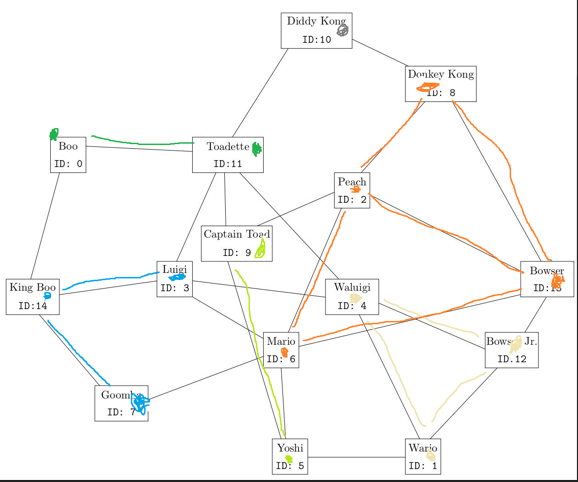 Diddy Kong
ID:10
Donkey Kong
ID: 8
Boo
ID: 0
Toadette
ID:11
Peach
ID: 2
Captain Toad
ID: 9
Luigi
ID: 3
King Boo
ID:14
Waluigi
ID: 4
Bowser
ID:13
Mario
ID: 6
Bowser Jr.
ID.12
Goomba
ID: 7
Yoshi
ID: 5
Wario
ID: 1